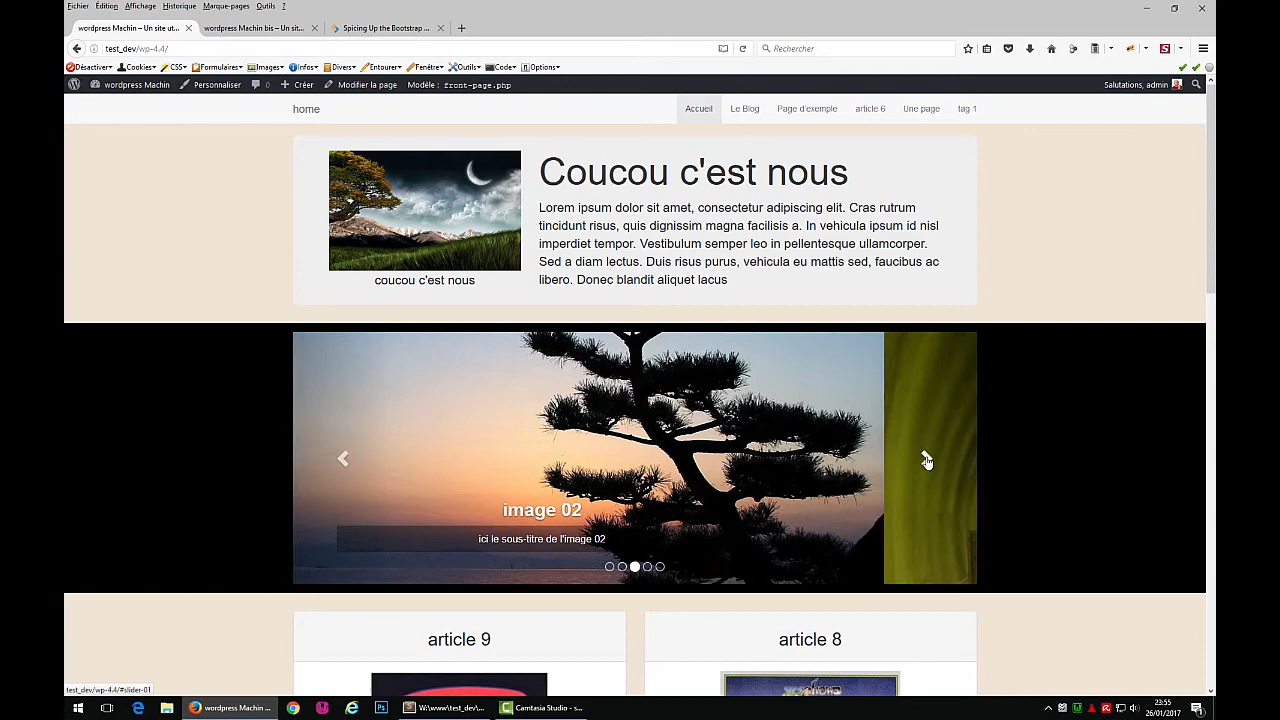 Fichier Édition Affichage Historique Marque-pages Outils ?
wordpress Machin – Un site ut... wordpress Machin bis – Un sit... Spicing Up the Bootstrap ...
test_dev/wp-4.4/ Rechercher
Désactiver Cookies CSS Formulaires Images Infos Divers Entourer Fenêtre Outils Code Options
wordpress Machin Personnaliser 0 Créer Modifier la page Modèle : front-page.php Salutations, admin
home Accueil Le Blog Page d'exemple article 6 Une page tag 1
Coucou c'est nous
Lorem ipsum dolor sit amet, consectetur adipiscing elit. Cras rutrum
tincidunt risus, quis dignissim magna facilisis a. In vehicula ipsum id nisl
imperdiet tempor. Vestibulum semper leo in pellentesque ullamcorper.
Sed a diam lectus. Duis risus purus, vehicula eu mattis sed, faucibus ac
libero. Donec blandit aliquet lacus
coucou c'est nous
image 02
ici le sous-titre de l'image 02
article 9 article 8
test_dev/wp-4.4/#slider-01
wordpress Machin ... W:\www\test_dev\... Camtasia Studio - s...
23:55
26/01/2017